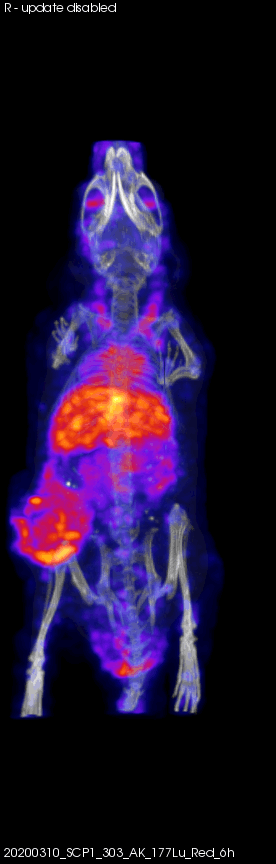 R - update disabled
20200310_SCP1_303_AK_177Lu_Red_6h